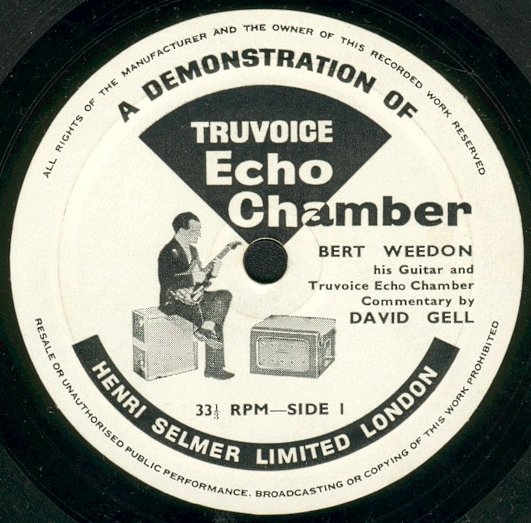 ALL RIGHTS OF THE MANUFACTURER AND THE OWNER OF THIS RECORDED WORK RESERVED
A DEMONSTRATION OF
TRUVOICE
Echo
Chamber
BERT WEEDON
his Guitar and
Truvoice Echo Chamber
Commentary by
DAVID GELL
33⅓ RPM—SIDE I
HENRI SELMER LIMITED LONDON
RESALE OR UNAUTHORISED PUBLIC PERFORMANCE, BROADCASTING OR COPYING OF THIS WORK PROHIBITED